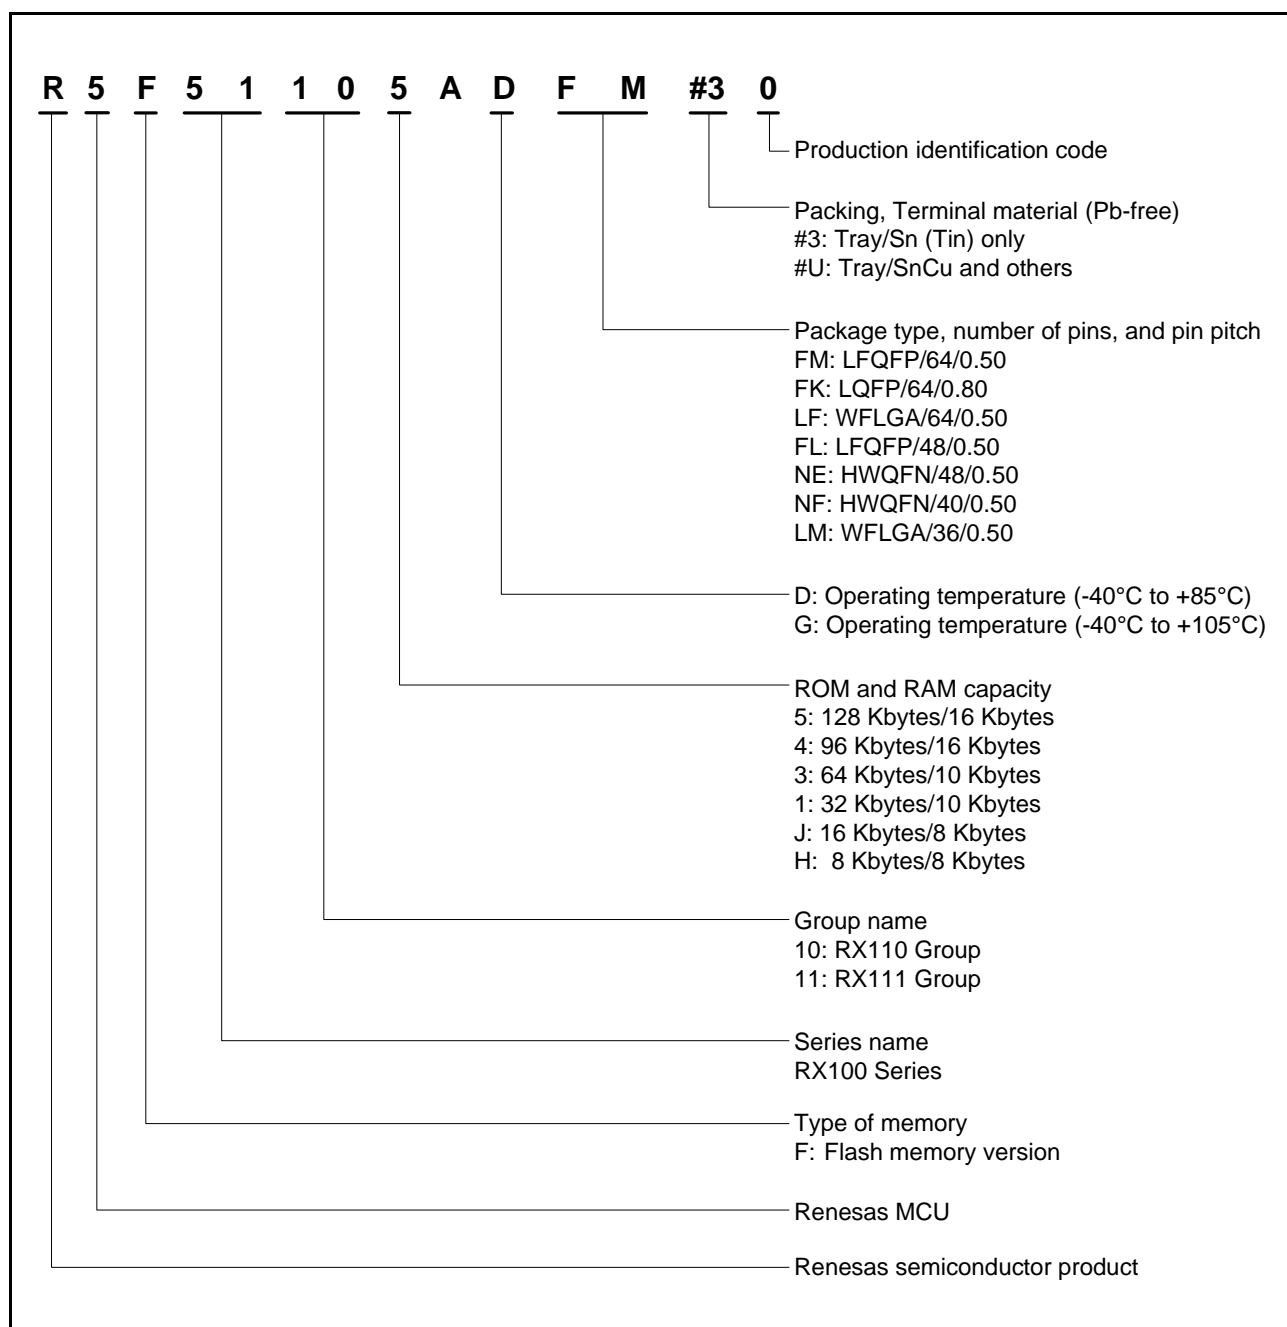 R 5 F 5 1 1 0 5 A D F M #3 0
Production identification code
Packing, Terminal material (Pb-free)
#3: Tray/Sn (Tin) only
#U: Tray/SnCu and others
Package type, number of pins, and pin pitch
FM: LFQFP/64/0.50
FK: LQFP/64/0.80
LF: WFLGA/64/0.50
FL: LFQFP/48/0.50
NE: HWQFN/48/0.50
NF: HWQFN/40/0.50
LM: WFLGA/36/0.50
D: Operating temperature (-40°C to +85°C)
G: Operating temperature (-40°C to +105°C)
ROM and RAM capacity
5: 128 Kbytes/16 Kbytes
4: 96 Kbytes/16 Kbytes
3: 64 Kbytes/10 Kbytes
1: 32 Kbytes/10 Kbytes
J: 16 Kbytes/8 Kbytes
H: 8 Kbytes/8 Kbytes
Group name
10: RX110 Group
11: RX111 Group
Series name
RX100 Series
Type of memory
F: Flash memory version
Renesas MCU
Renesas semiconductor product